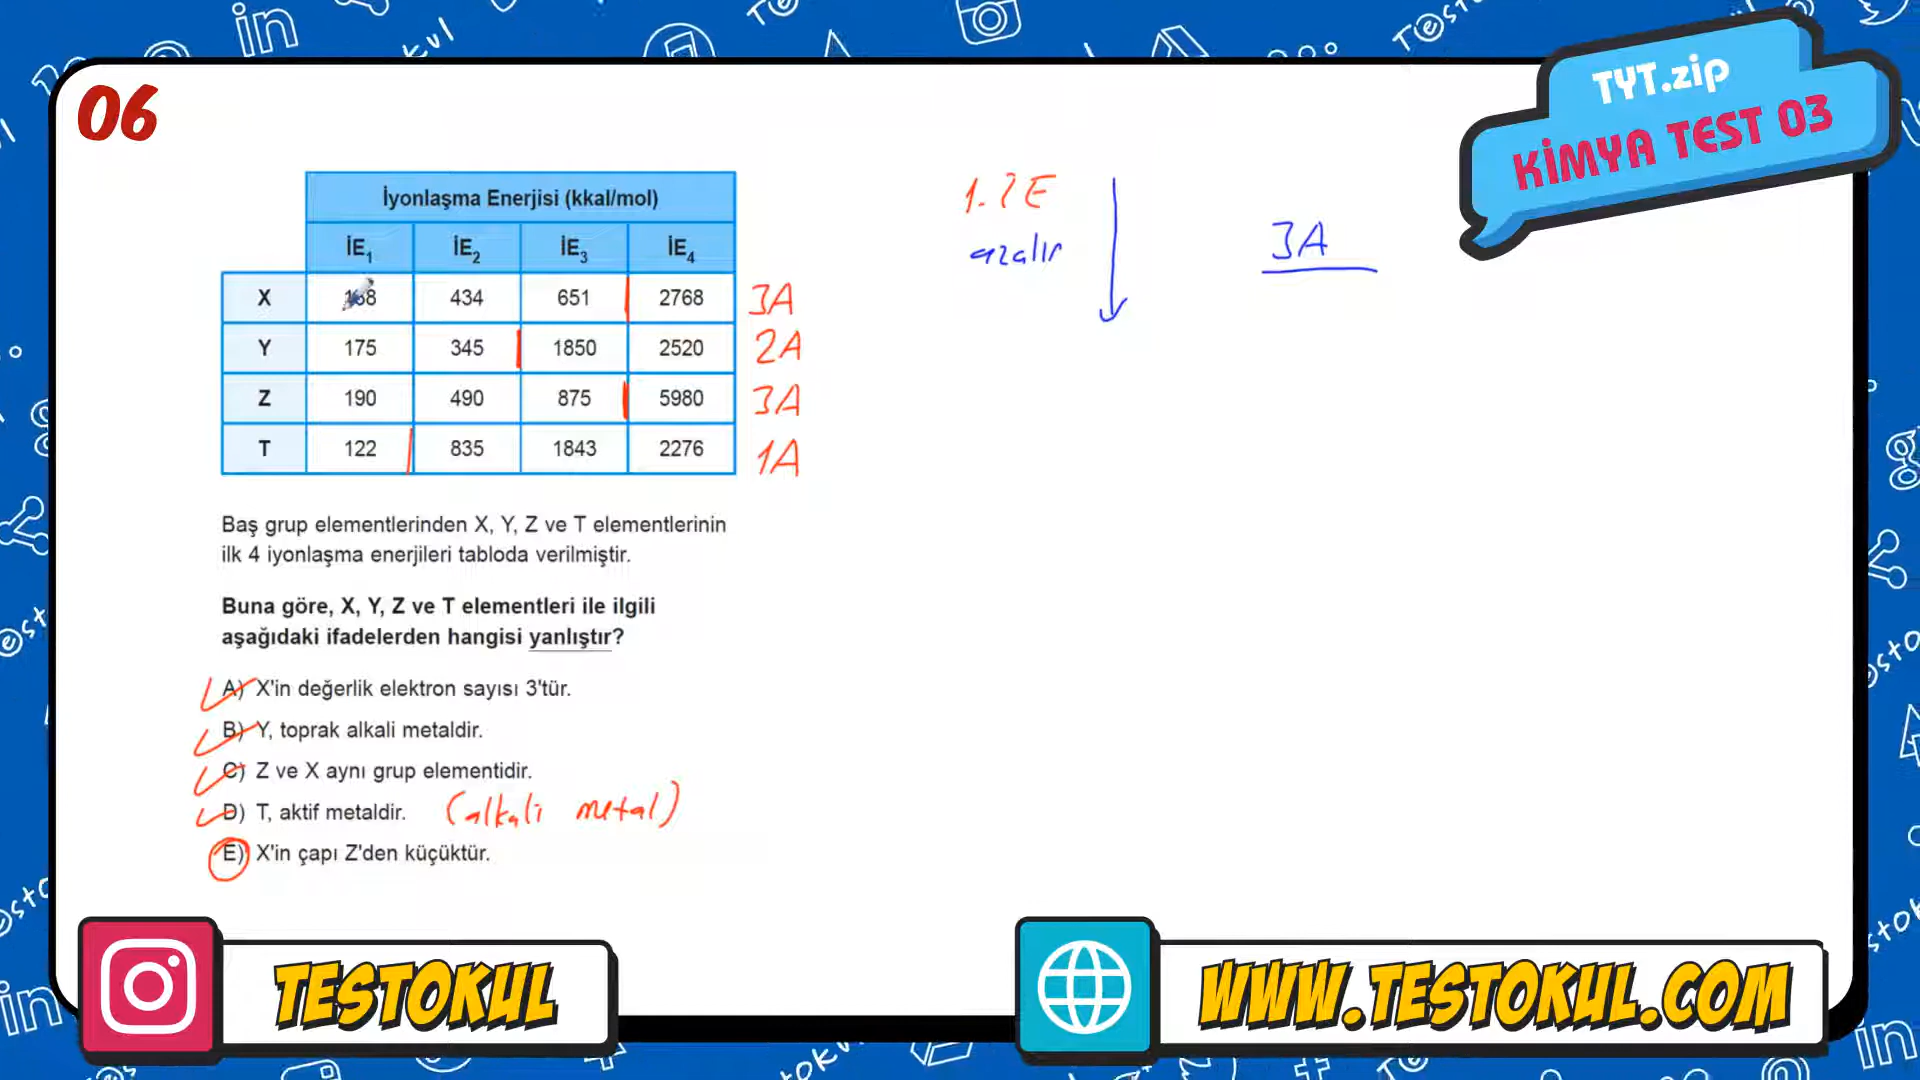 06
TYT.zip
KİMYA TEST 03
İyonlaşma Enerjisi (kkal/mol)
İE1 İE2 İE3 İE4
X 434 651 2768 3A
Y 175 345 1850 2520 2A
Z 190 490 875 5980 3A
T 122 835 1843 2276 1A
1. İE
azalır
3A
Baş grup elementlerinden X, Y, Z ve T elementlerinin
ilk 4 iyonlaşma enerjileri tabloda verilmiştir.
Buna göre, X, Y, Z ve T elementleri ile ilgili
aşağıdaki ifadelerden hangisi yanlıştır?
A) X'in değerlik elektron sayısı 3'tür.
B) Y, toprak alkali metaldir.
C) Z ve X aynı grup elementidir.
D) T, aktif metaldir. (alkali metal)
E) X'in çapı Z'den küçüktür.
TESTOKUL
WWW.TESTOKUL.COM